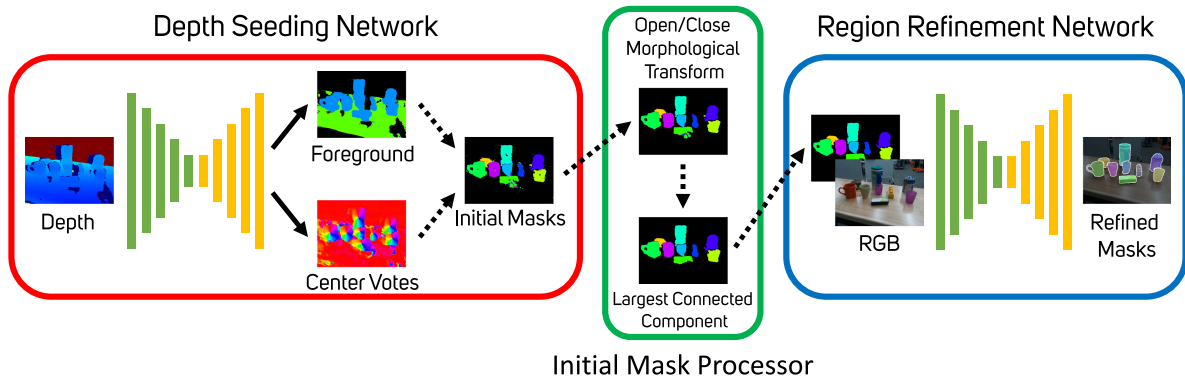 Depth Seeding Network
Depth
Foreground
Center Votes
Initial Masks
Open/Close
Morphological
Transform
Largest Connected
Component
Initial Mask Processor
Region Refinement Network
RGB
Refined
Masks